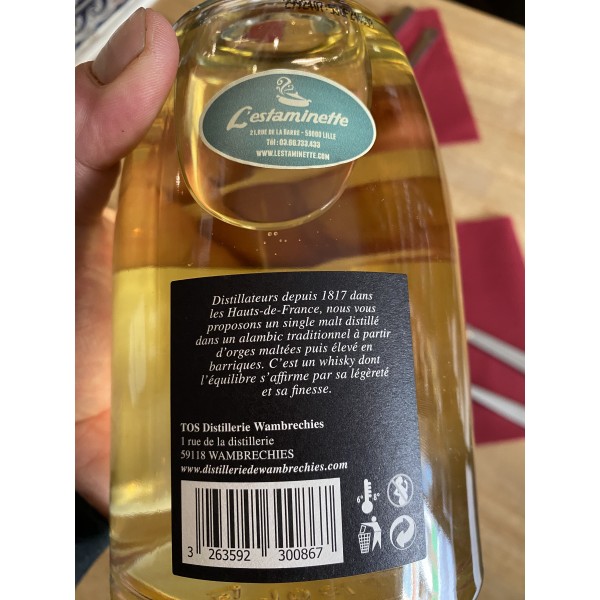 L'estaminette
21, RUE DE LA BARRE - 59000 LILLE
Tél: 03.66.733.433
WWW.LESTAMINETTE.COM
Distillateurs depuis 1817 dans
les Hauts-de-France, nous vous
proposons un single malt distillé
dans un alambic traditionnel à partir
d'orges maltées puis élevé en
barriques. C'est un whisky dont
l'équilibre s'affirme par sa légèreté
et sa finesse.
TOS Distillerie Wambrechies
1 rue de la distillerie
59118 WAMBRECHIES
www.distilleriedewambrechies.com
6° 8°
3 263592 300867